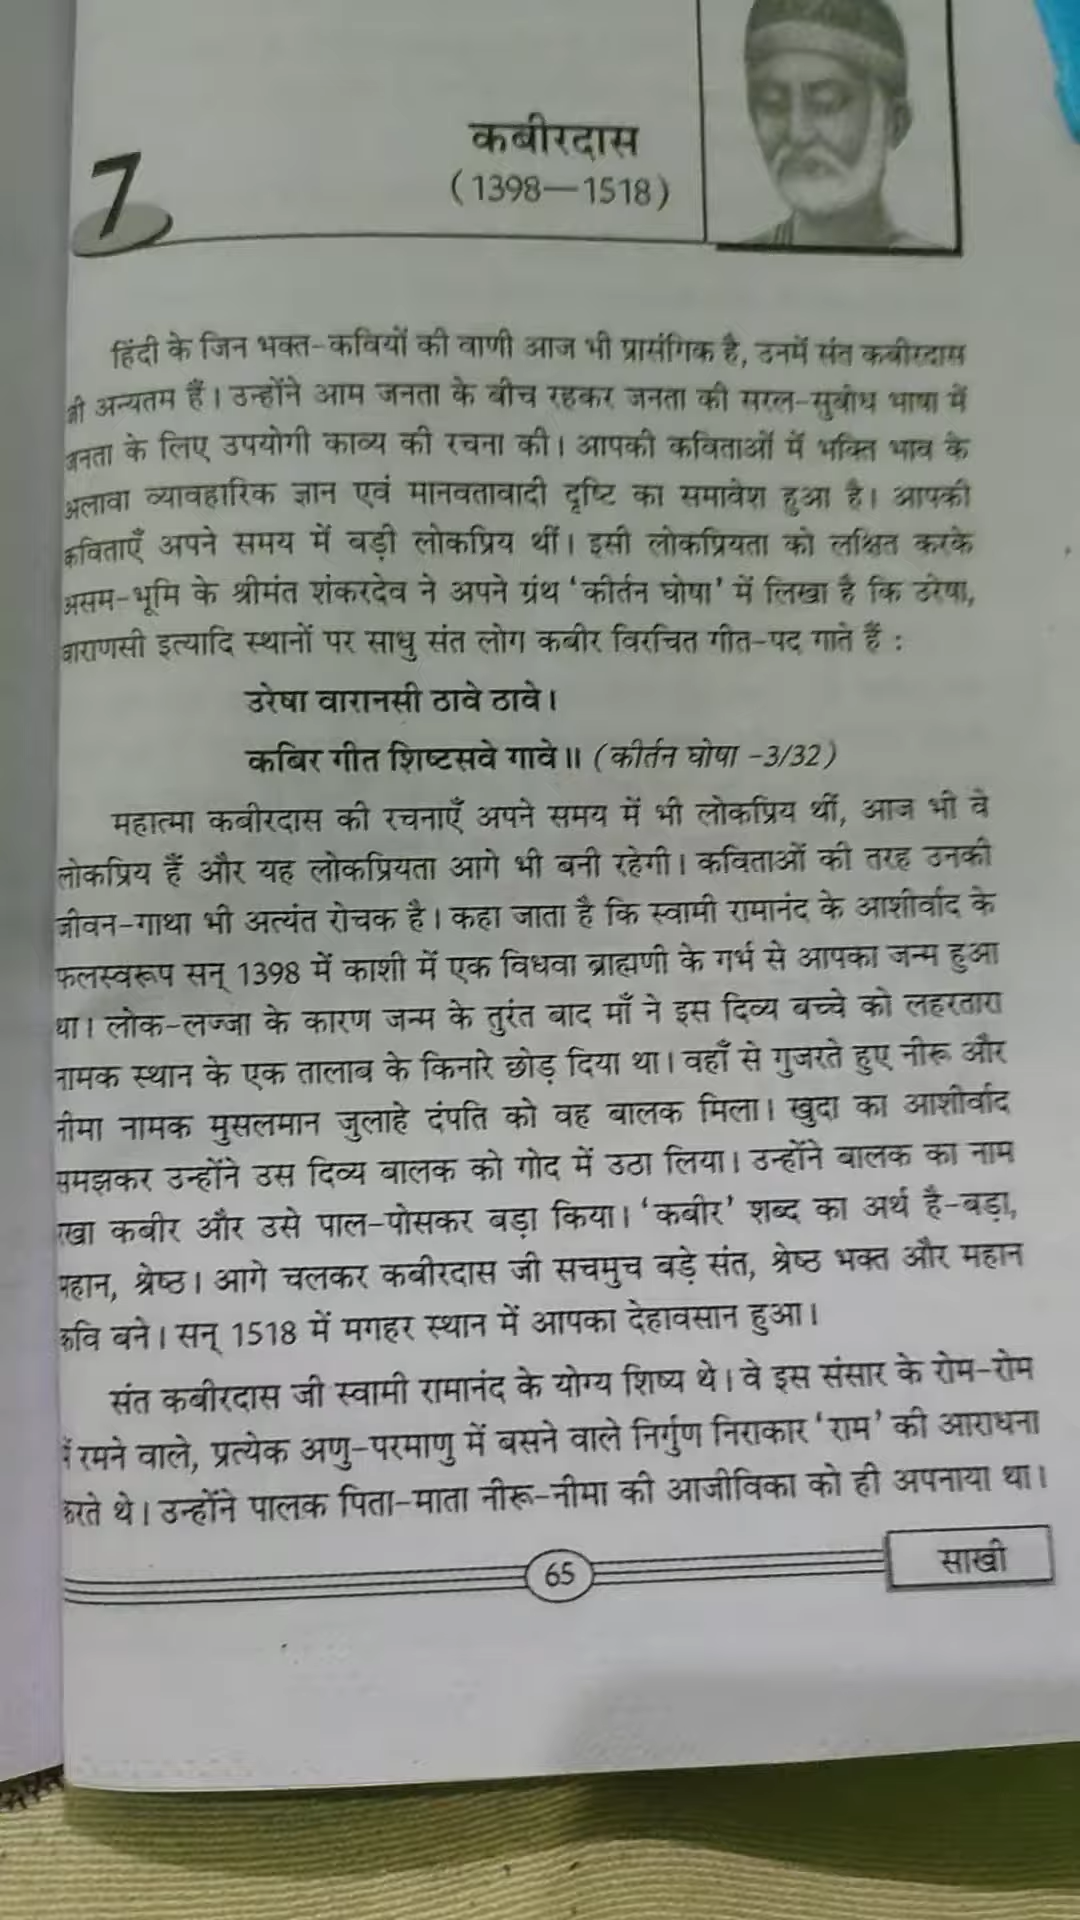 7
कबीरदास
(1398—1518)
हिंदी के जिन भक्त-कवियों की वाणी आज भी प्रासंगिक है, उनमें संत कबीरदास
जी अन्यतम हैं। उन्होंने आम जनता के बीच रहकर जनता की सरल-सुबोध भाषा में
जनता के लिए उपयोगी काव्य की रचना की। आपकी कविताओं में भक्ति भाव के
अलावा व्यावहारिक ज्ञान एवं मानवतावादी दृष्टि का समावेश हुआ है। आपकी
कविताएँ अपने समय में बड़ी लोकप्रिय थीं। इसी लोकप्रियता को लक्षित करके
असम-भूमि के श्रीमंत शंकरदेव ने अपने ग्रंथ ‘कीर्तन घोषा’ में लिखा है कि उरेषा,
वाराणसी इत्यादि स्थानों पर साधु संत लोग कबीर विरचित गीत-पद गाते हैं :
उरेषा वारानसी ठावे ठावे।
कबिर गीत शिष्टसवे गावे॥ (कीर्तन घोषा -3/32)
महात्मा कबीरदास की रचनाएँ अपने समय में भी लोकप्रिय थीं, आज भी वे
लोकप्रिय हैं और यह लोकप्रियता आगे भी बनी रहेगी। कविताओं की तरह उनकी
जीवन-गाथा भी अत्यंत रोचक है। कहा जाता है कि स्वामी रामानंद के आशीर्वाद के
फलस्वरूप सन् 1398 में काशी में एक विधवा ब्राह्मणी के गर्भ से आपका जन्म हुआ
था। लोक-लज्जा के कारण जन्म के तुरंत बाद माँ ने इस दिव्य बच्चे को लहरतारा
नामक स्थान के एक तालाब के किनारे छोड़ दिया था। वहाँ से गुजरते हुए नीरू और
नीमा नामक मुसलमान जुलाहे दंपति को वह बालक मिला। खुदा का आशीर्वाद
समझकर उन्होंने उस दिव्य बालक को गोद में उठा लिया। उन्होंने बालक का नाम
रखा कबीर और उसे पाल-पोसकर बड़ा किया। ‘कबीर’ शब्द का अर्थ है-बड़ा,
महान, श्रेष्ठ। आगे चलकर कबीरदास जी सचमुच बड़े संत, श्रेष्ठ भक्त और महान
कवि बने। सन् 1518 में मगहर स्थान में आपका देहावसान हुआ।
संत कबीरदास जी स्वामी रामानंद के योग्य शिष्य थे। वे इस संसार के रोम-रोम
में रमने वाले, प्रत्येक अणु-परमाणु में बसने वाले निर्गुण निराकार ‘राम’ की आराधना
करते थे। उन्होंने पालक पिता-माता नीरू-नीमा की आजीविका को ही अपनाया था।
65
साखी